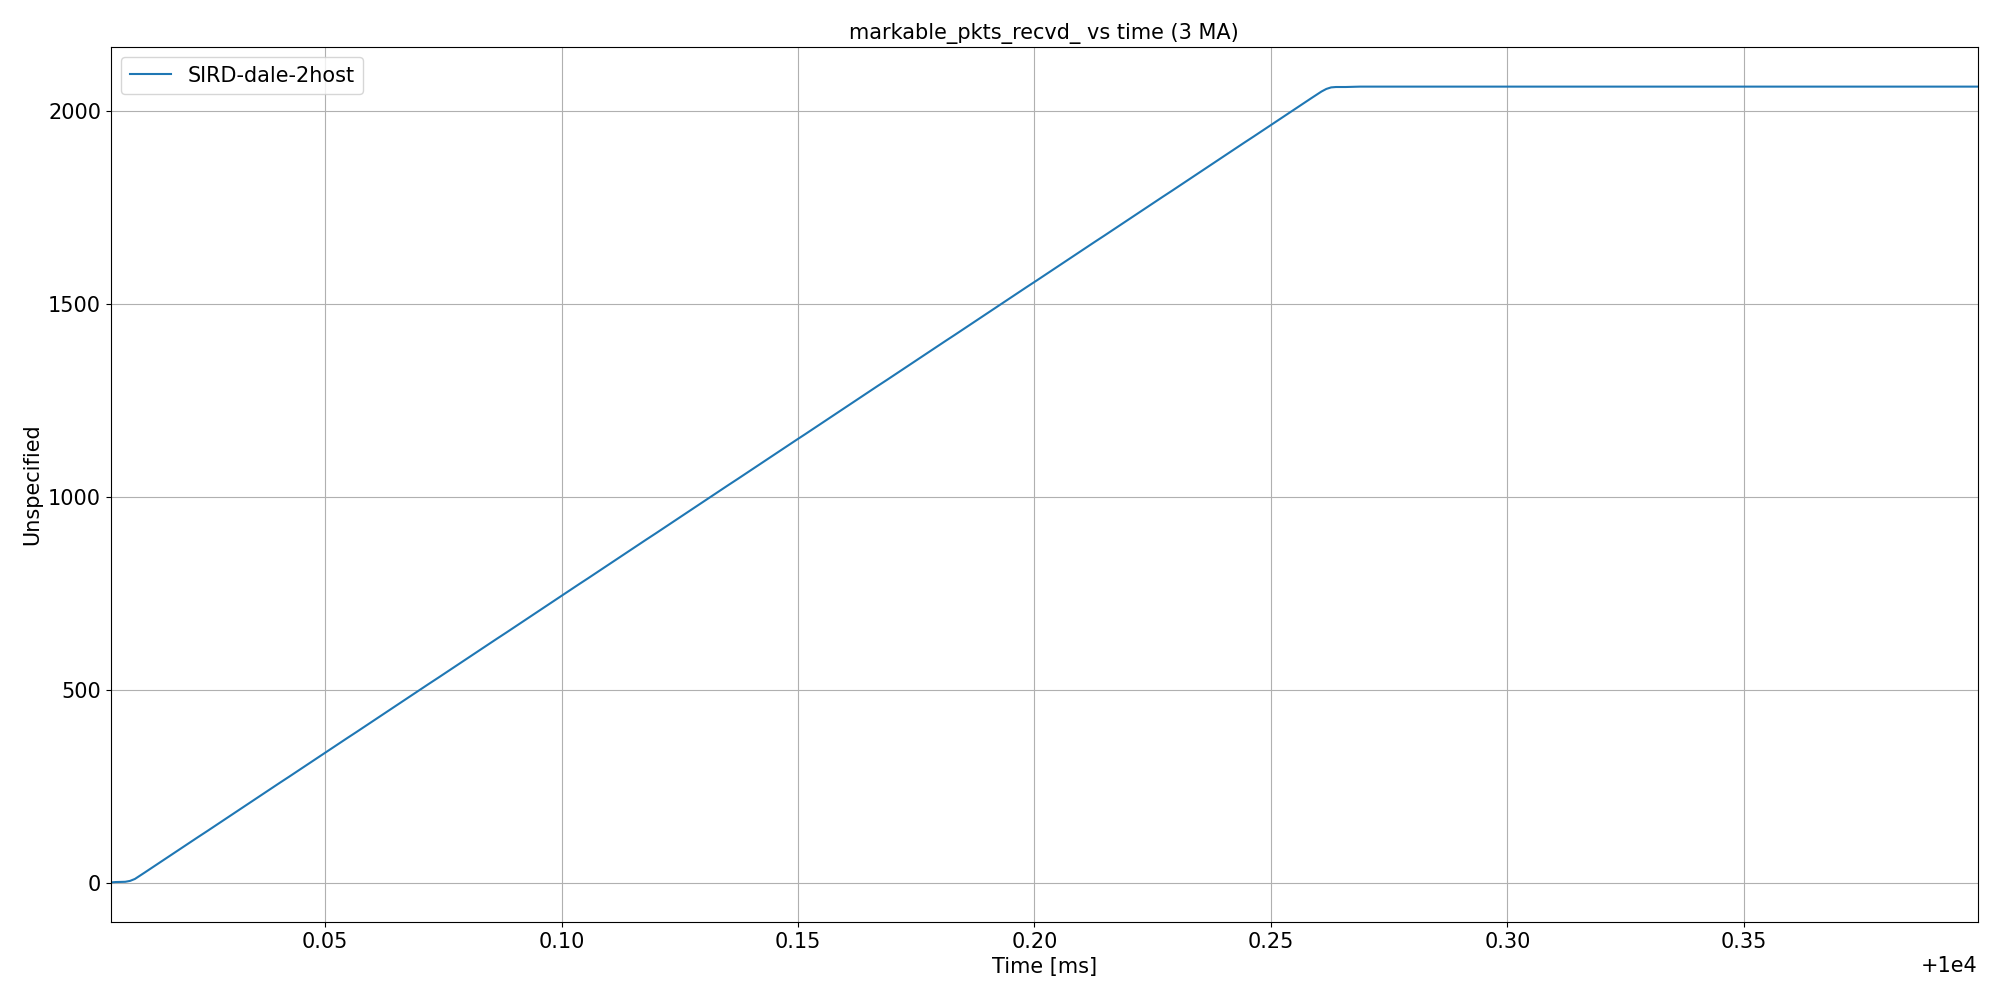 markable_pkts_recvd_ vs time (3 MA)
SIRD-dale-2host
2000
1500
1000
500
0
Unspecified
0.05 0.10 0.15 0.20 0.25 0.30 0.35
Time [ms]
+1e4